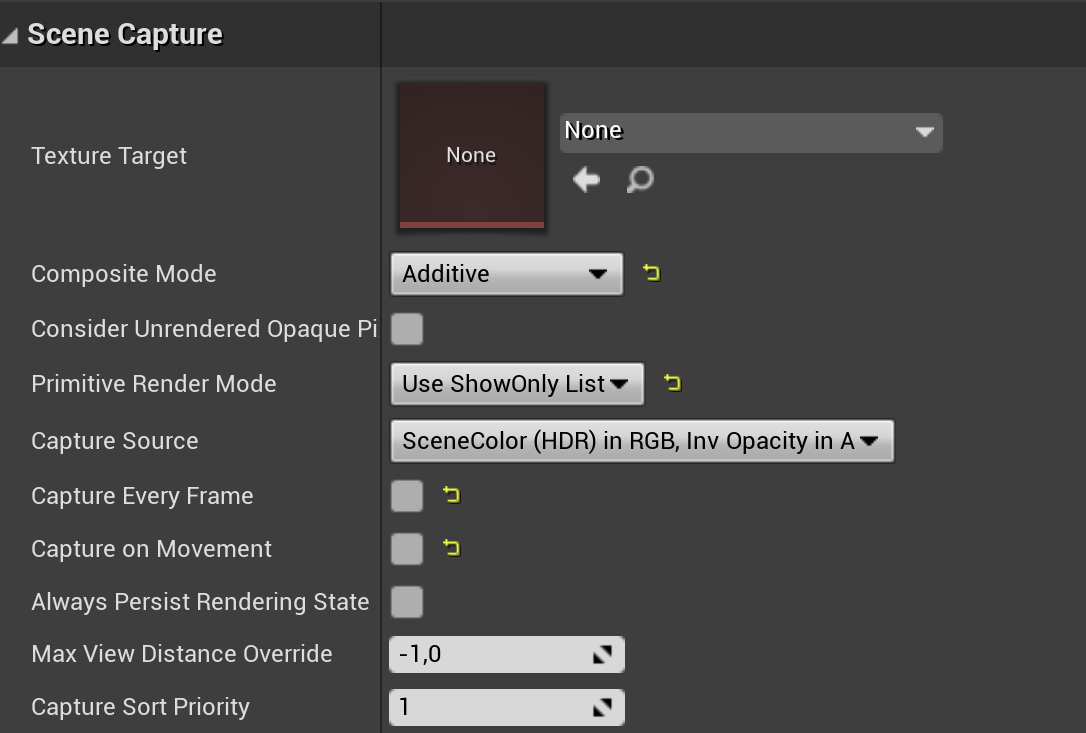 Scene Capture
Texture Target
None
None
Composite Mode
Additive
Consider Unrendered Opaque Pi
Primitive Render Mode
Use ShowOnly List
Capture Source
SceneColor (HDR) in RGB, Inv Opacity in A
Capture Every Frame
Capture on Movement
Always Persist Rendering State
Max View Distance Override
-1,0
Capture Sort Priority
1